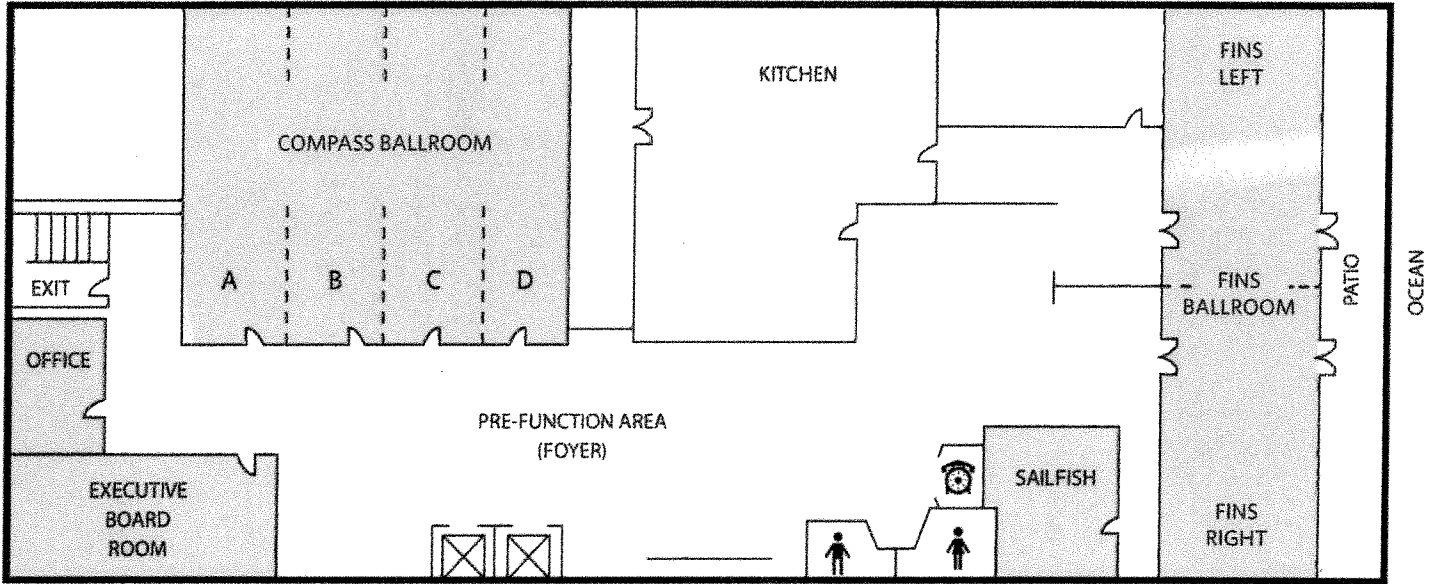 FINS
LEFT
KITCHEN
COMPASS BALLROOM
A
B
C
D
EXIT
FINS
BALLROOM
PATIO
OCEAN
OFFICE
PRE-FUNCTION AREA
(FOYER)
SAILFISH
EXECUTIVE
BOARD
ROOM
FINS
RIGHT